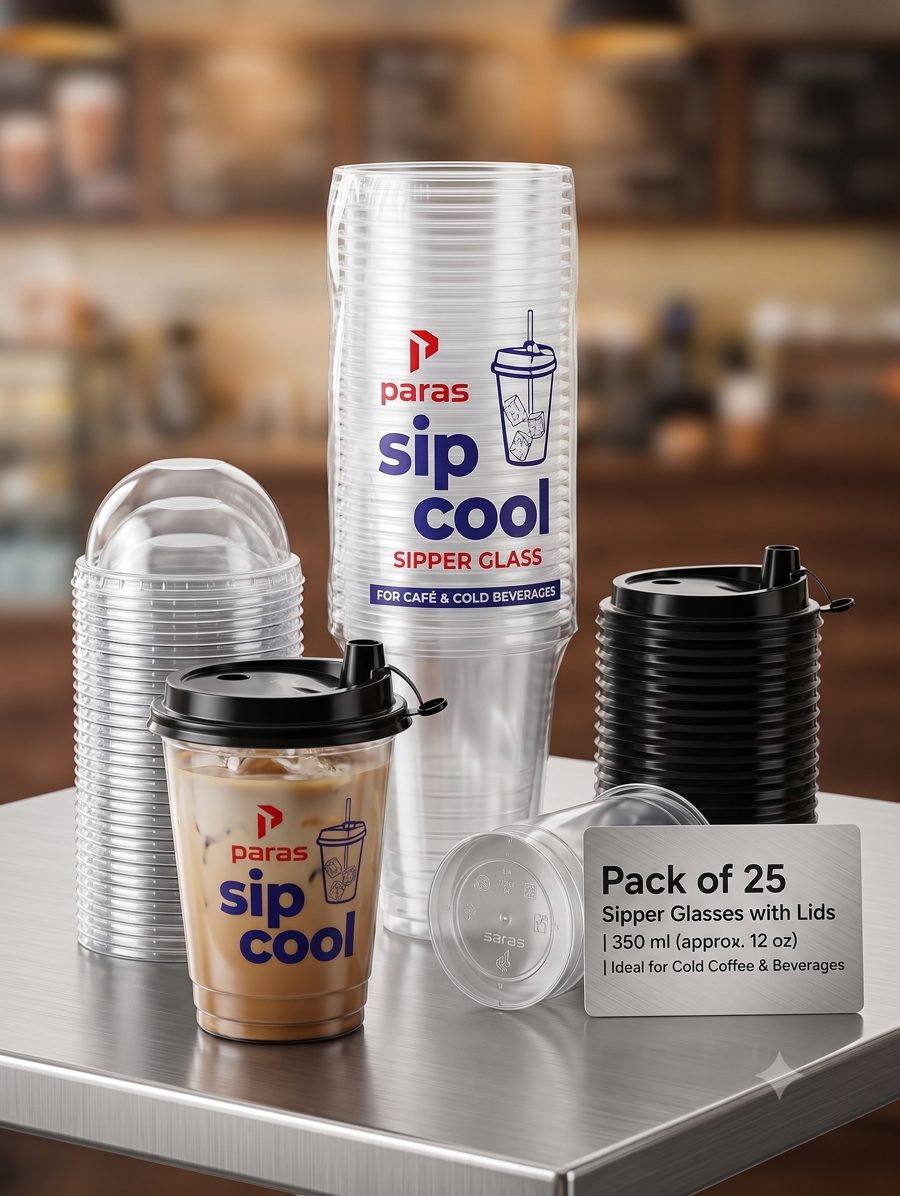 paras
sip
cool
SIPPER GLASS
FOR CAFÉ & COLD BEVERAGES
paras
sip
cool
saras
Pack of 25
Sipper Glasses with Lids
| 350 ml (approx. 12 oz)
| Ideal for Cold Coffee & Beverages